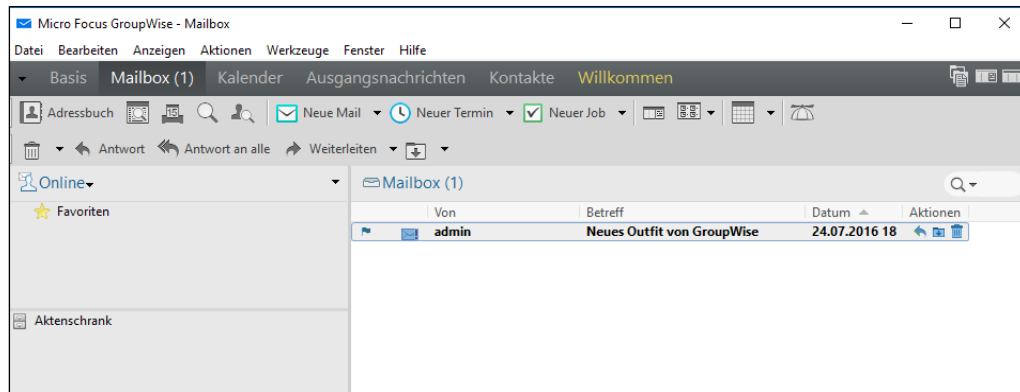 Micro Focus GroupWise - Mailbox
Datei Bearbeiten Anzeigen Aktionen Werkzeuge Fenster Hilfe
Basis Mailbox (1) Kalender Ausgangsnachrichten Kontakte Willkommen
Adressbuch 15 Neue Mail Neuer Termin Neuer Job
Antwort Antwort an alle Weiterleiten
Online Mailbox (1)
Favoriten Von Betreff Datum Aktionen
admin Neues Outfit von GroupWise 24.07.2016 18
Aktenschrank